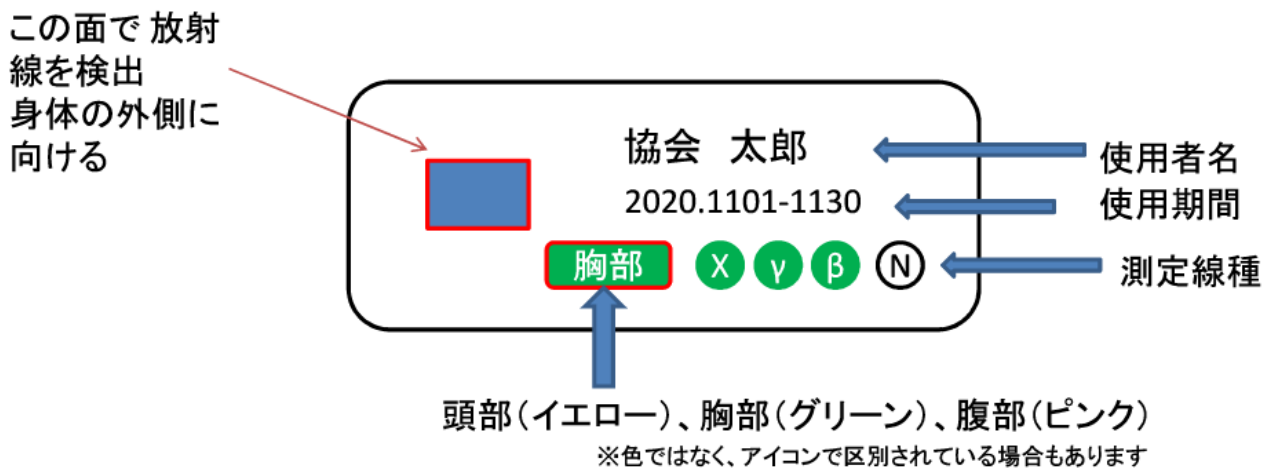 この面で 放射
線を検出
身体の外側に
向ける
協会 太郎
使用者名
2020.1101-1130
使用期間
胸部 X γ β N
測定線種
頭部(イエロー)、胸部(グリーン)、腹部(ピンク)
※色ではなく、アイコンで区別されている場合もあります